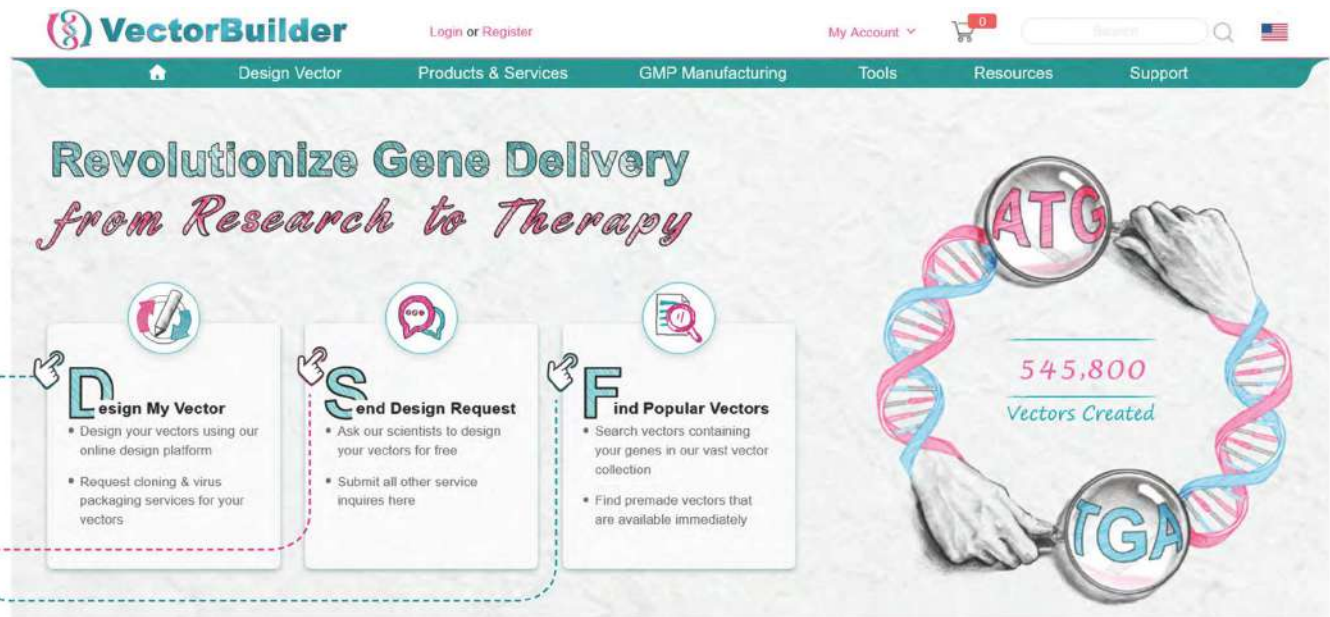 VectorBuilder
Login or Register
My Account
0
Search
Design Vector
Products & Services
GMP Manufacturing
Tools
Resources
Support
Revolutionize Gene Delivery
from Research to Therapy
Design My Vector
• Design your vectors using our
online design platform
• Request cloning & virus
packaging services for your
vectors
Send Design Request
• Ask our scientists to design
your vectors for free
• Submit all other service
inquires here
Find Popular Vectors
• Search vectors containing
your genes in our vast vector
collection
• Find premade vectors that
are available immediately
ATG
545,800
Vectors Created
TGA